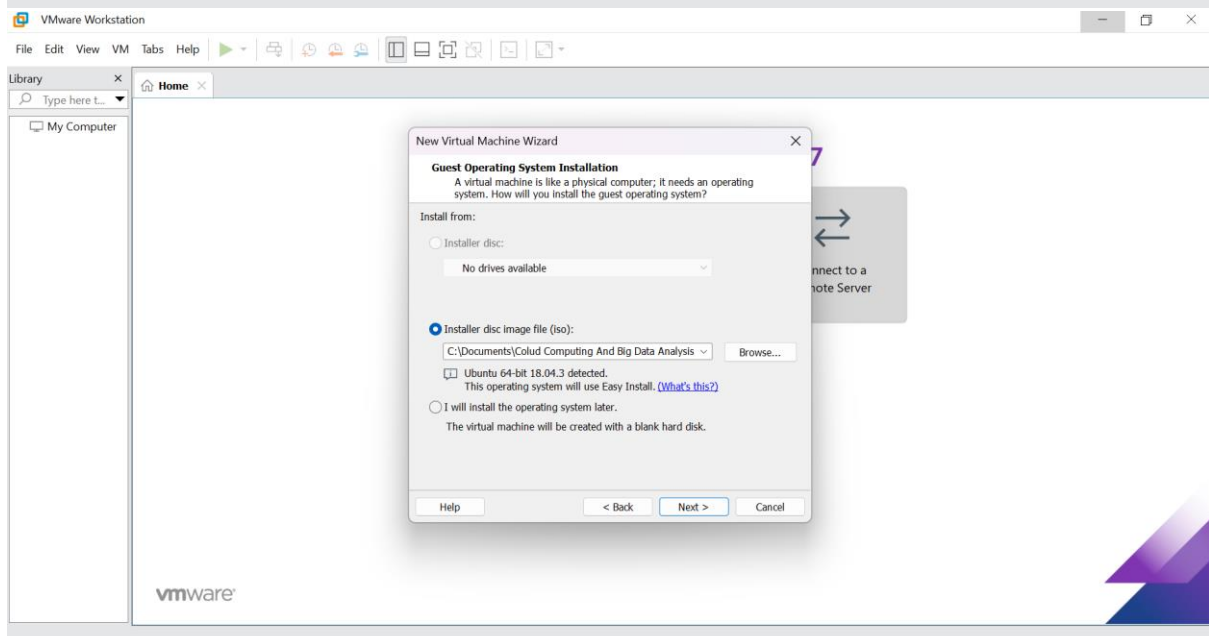 VMware Workstation
File Edit View VM Tabs Help
Library
Type here t...
Home
My Computer
New Virtual Machine Wizard
7
Guest Operating System Installation
A virtual machine is like a physical computer; it needs an operating
system. How will you install the guest operating system?
Install from:
Installer disc:
No drives available
nnect to a
note Server
Installer disc image file (iso):
C:\Documents\Colud Computing And Big Data Analysis
Browse...
Ubuntu 64-bit 18.04.3 detected.
This operating system will use Easy Install. (What's this?)
I will install the operating system later.
The virtual machine will be created with a blank hard disk.
Help
< Back
Next >
Cancel
vmware